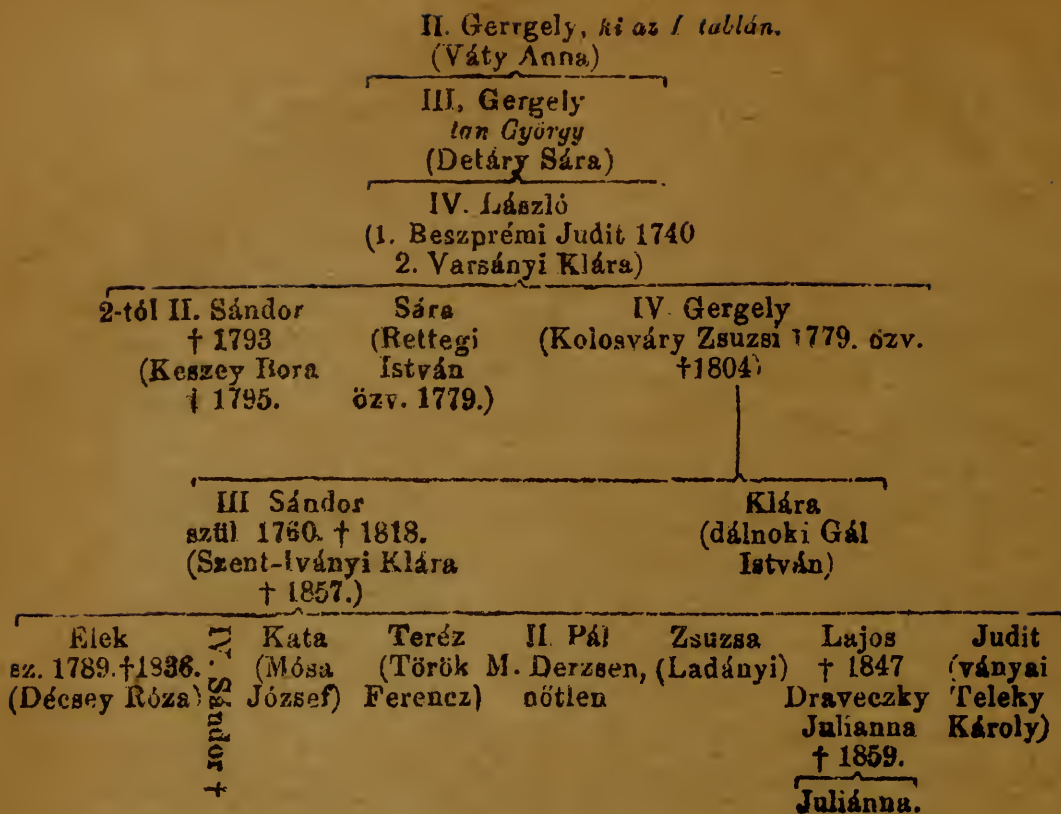 II. Gerrgely, ki az I. táblán.
(Váty Anna)
III, Gergely
tan György
(Detáry Sára)
IV. László
(1. Beszprémi Judit 1740
2. Varsányi Klára)
2-tól II. Sándor
† 1793
(Keszey Bora
† 1795.
Sára
(Rettegi
István
özv. 1779.)
IV Gergely
(Kolosváry Zsuzsi 1779. özv.
†1804)
III Sándor
szül 1760. † 1818.
(Szent-Iványi Klára
† 1857.)
Klára
(dálnoki Gál
István)
Elek
sz. 1789.†1836.
(Décsey Róza)
IV. Sándor †
Kata
(Mósa
József)
Teréz
(Török
Ferencz)
II. Pál
M. Derzsen,
nőtlen
Zsuzsa
(Ladányi)
Lajos
† 1847
Draveczky
Julianna
† 1859.
Juliánna.
Judit
(ványai
Teleky
Károly)